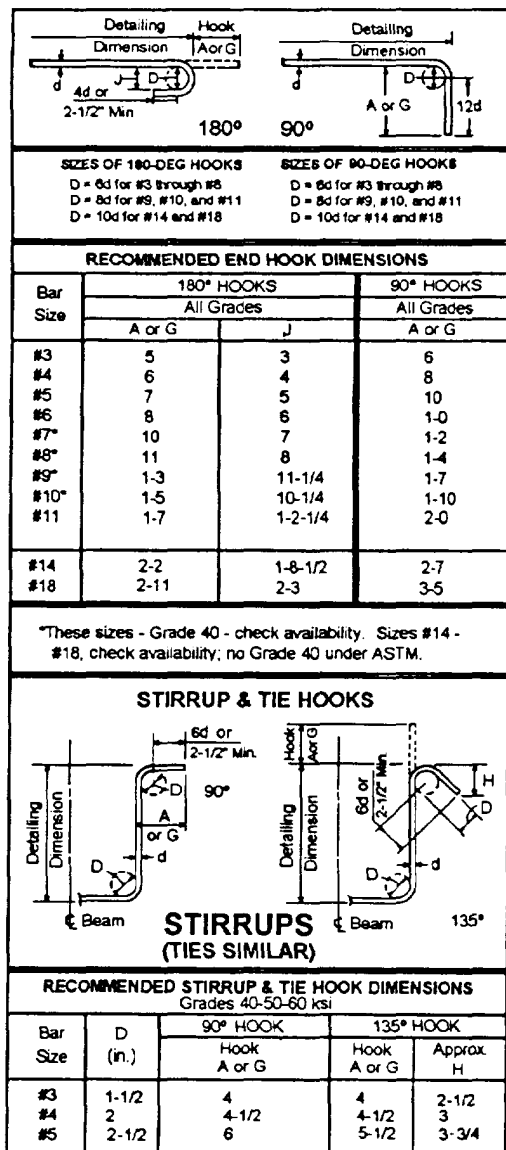 Detailing Hook
Dimension A or G
d J D
4d or
2-1/2" Min
180°
Detailing
Dimension
d D
A or G 12d
90°
SIZES OF 180-DEG HOOKS
D = 6d for #3 through #8
D = 8d for #9, #10, and #11
D = 10d for #14 and #18
SIZES OF 90-DEG HOOKS
D = 6d for #3 through #8
D = 8d for #9, #10, and #11
D = 10d for #14 and #18
RECOMMENDED END HOOK DIMENSIONS
Bar Size 180° HOOKS 90° HOOKS
All Grades All Grades
A or G J A or G
#3 5 3 6
#4 6 4 8
#5 7 5 10
#6 8 6 1-0
#7* 10 7 1-2
#8* 11 8 1-4
#9* 1-3 11-1/4 1-7
#10* 1-5 10-1/4 1-10
#11 1-7 1-2-1/4 2-0
#14 2-2 1-8-1/2 2-7
#18 2-11 2-3 3-5
*These sizes - Grade 40 - check availability. Sizes #14 -
#18, check availability; no Grade 40 under ASTM.
STIRRUP & TIE HOOKS
6d or
2-1/2" Min.
D 90°
A
or G
Detailing
Dimension
D d
℄ Beam
Hook
A or G
Detailing
Dimension
6d or
2-1/2" Min.
H
D
D d
℄ Beam
135°
STIRRUPS
(TIES SIMILAR)
RECOMMENDED STIRRUP & TIE HOOK DIMENSIONS
Grades 40-50-60 ksi
Bar Size D (in.) 90° HOOK 135° HOOK
Hook A or G Hook A or G Approx. H
#3 1-1/2 4 4 2-1/2
#4 2 4-1/2 4-1/2 3
#5 2-1/2 6 5-1/2 3-3/4